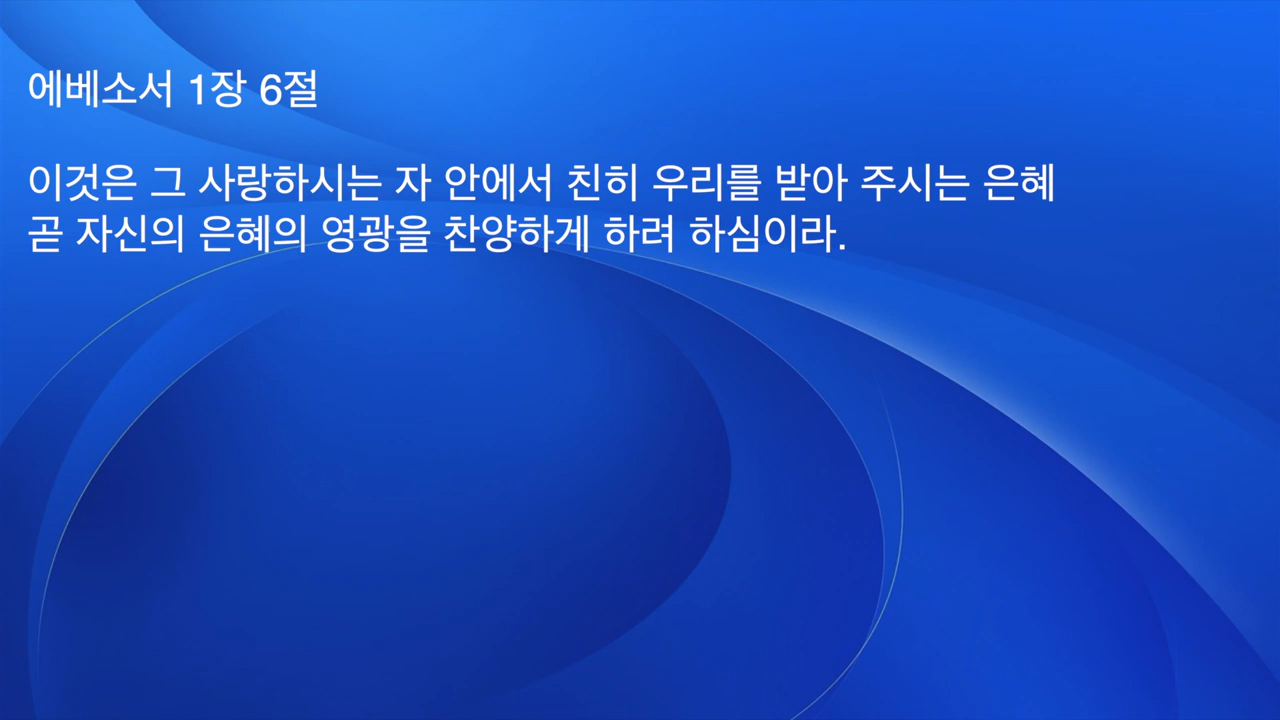 에베소서 1장 6절
이것은 그 사랑하시는 자 안에서 친히 우리를 받아 주시는 은혜
곧 자신의 은혜의 영광을 찬양하게 하려 하심이라.